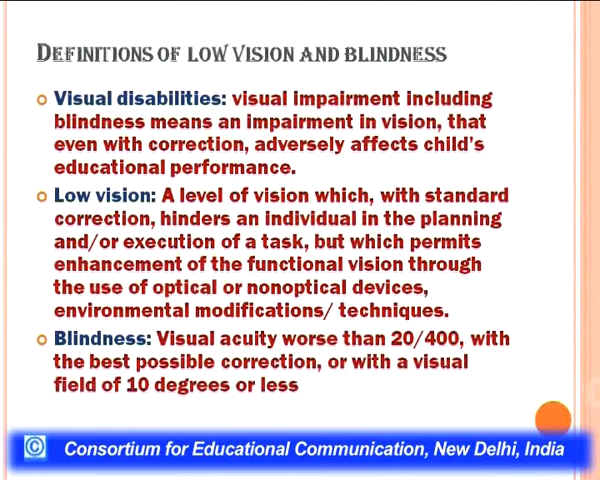 DEFINITIONS OF LOW VISION AND BLINDNESS
Visual disabilities: visual impairment including
blindness means an impairment in vision, that
even with correction, adversely affects child's
educational performance.
Low vision: A level of vision which, with standard
correction, hinders an individual in the planning
and/or execution of a task, but which permits
enhancement of the functional vision through
the use of optical or nonoptical devices,
environmental modifications/ techniques.
Blindness: Visual acuity worse than 20/400, with
the best possible correction, or with a visual
field of 10 degrees or less
© Consortium for Educational Communication, New Delhi, India